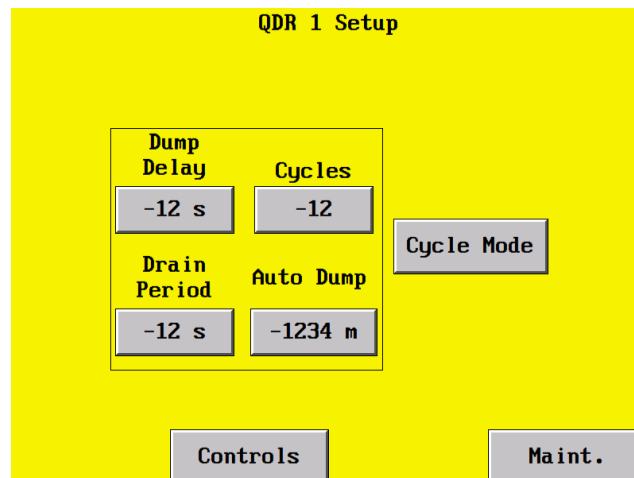 QDR 1 Setup
Dump
Delay
Cycles
-12 s
-12
Cycle Mode
Drain
Period
Auto Dump
-12 s
-1234 m
Controls
Maint.